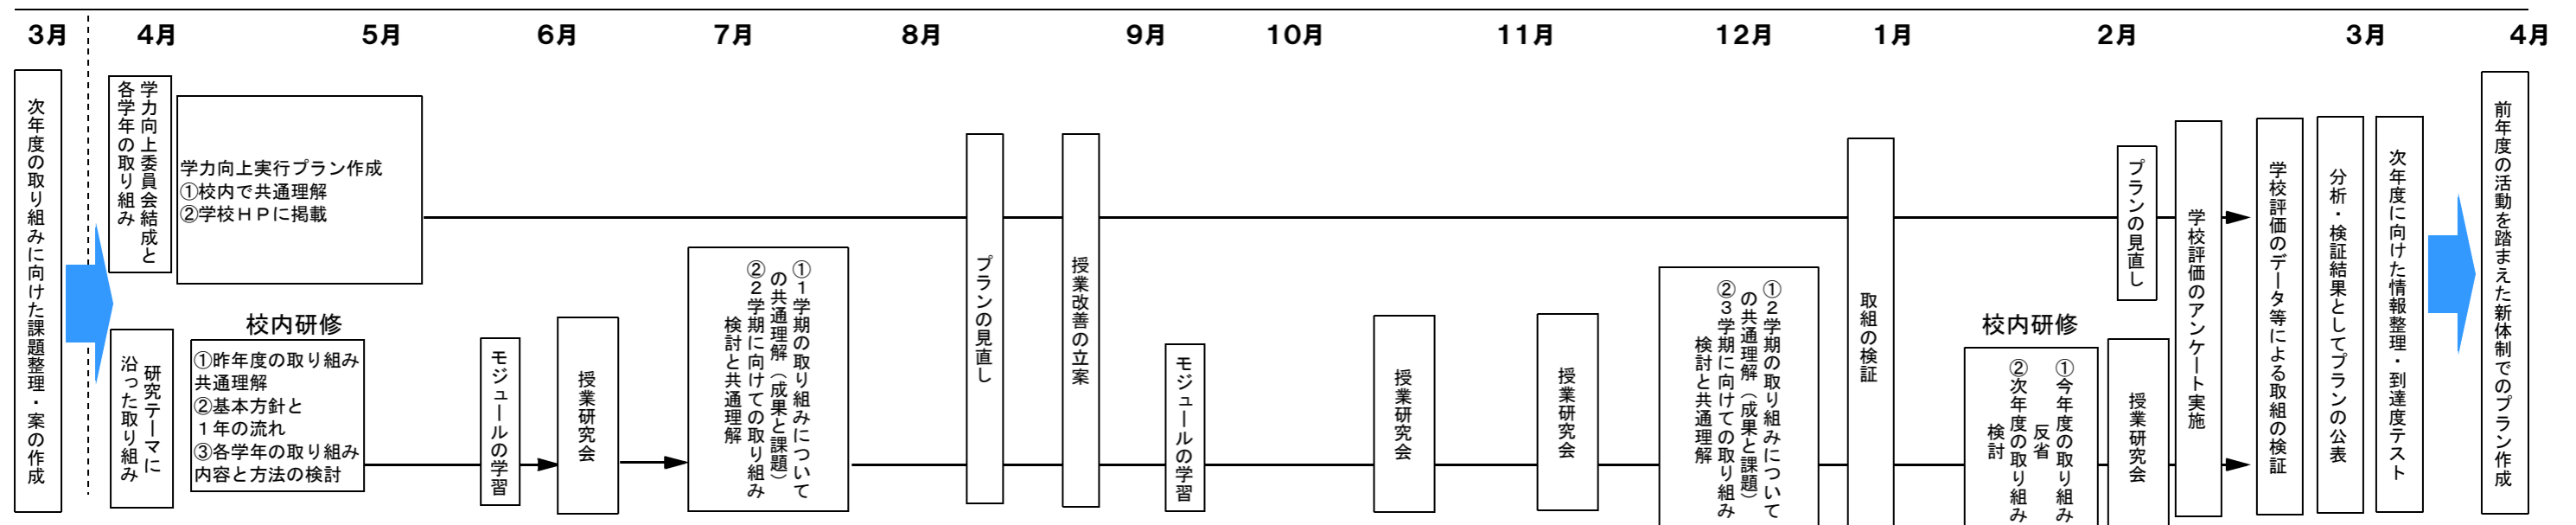 3月
4月
5月
6月
7月
8月
9月
10月
11月
12月
1月
2月
3月
4月
次年度の取り組みに向けた課題整理・案の作成
学力向上委員会結成と
各学年の取り組み
学力向上実行プラン作成
①校内で共通理解
②学校ＨＰに掲載
研究テーマに
沿った取り組み
校内研修
①昨年度の取り組み
共通理解
②基本方針と
１年の流れ
③各学年の取り組み
内容と方法の検討
モジュールの学習
授業研究会
①１学期の取り組みについて
の共通理解（成果と課題）
②２学期に向けての取り組み
検討と共通理解
プランの見直し
授業改善の立案
モジュールの学習
授業研究会
授業研究会
①２学期の取り組みについて
の共通理解（成果と課題）
②３学期に向けての取り組み
検討と共通理解
取組の検証
校内研修
①今年度の取り組み
反省
②次年度の取り組み
検討
プランの見直し
授業研究会
学校評価のアンケート実施
学校評価のデータ等による取組の検証
分析・検証結果としてプランの公表
次年度に向けた情報整理・到達度テスト
前年度の活動を踏まえた新体制でのプラン作成